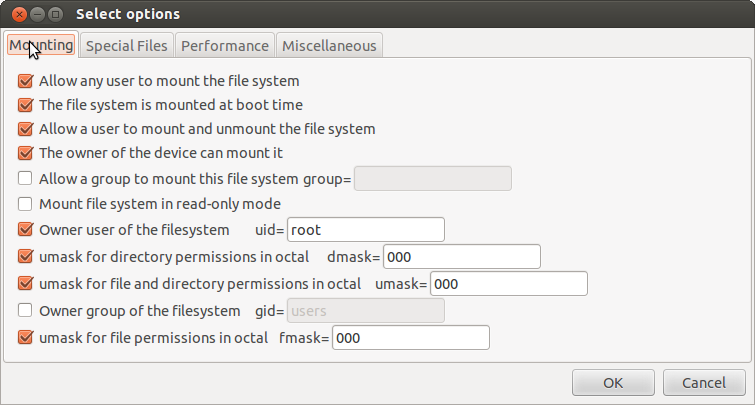 Select options
Mounting Special Files Performance Miscellaneous
Allow any user to mount the file system
The file system is mounted at boot time
Allow a user to mount and unmount the file system
The owner of the device can mount it
Allow a group to mount this file system group=
Mount file system in read-only mode
Owner user of the filesystem uid= root
umask for directory permissions in octal dmask= 000
umask for file and directory permissions in octal umask= 000
Owner group of the filesystem gid= users
umask for file permissions in octal fmask= 000
OK Cancel